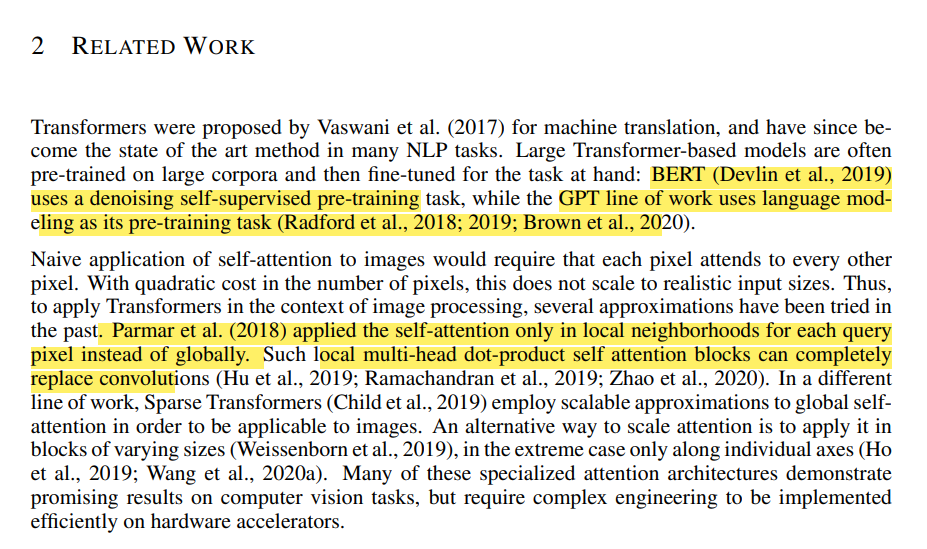 2 RELATED WORK
Transformers were proposed by Vaswani et al. (2017) for machine translation, and have since be-
come the state of the art method in many NLP tasks. Large Transformer-based models are often
pre-trained on large corpora and then fine-tuned for the task at hand: BERT (Devlin et al., 2019)
uses a denoising self-supervised pre-training task, while the GPT line of work uses language mod-
eling as its pre-training task (Radford et al., 2018; 2019; Brown et al., 2020).
Naive application of self-attention to images would require that each pixel attends to every other
pixel. With quadratic cost in the number of pixels, this does not scale to realistic input sizes. Thus,
to apply Transformers in the context of image processing, several approximations have been tried in
the past. Parmar et al. (2018) applied the self-attention only in local neighborhoods for each query
pixel instead of globally. Such local multi-head dot-product self attention blocks can completely
replace convolutions (Hu et al., 2019; Ramachandran et al., 2019; Zhao et al., 2020). In a different
line of work, Sparse Transformers (Child et al., 2019) employ scalable approximations to global self-
attention in order to be applicable to images. An alternative way to scale attention is to apply it in
blocks of varying sizes (Weissenborn et al., 2019), in the extreme case only along individual axes (Ho
et al., 2019; Wang et al., 2020a). Many of these specialized attention architectures demonstrate
promising results on computer vision tasks, but require complex engineering to be implemented
efficiently on hardware accelerators.